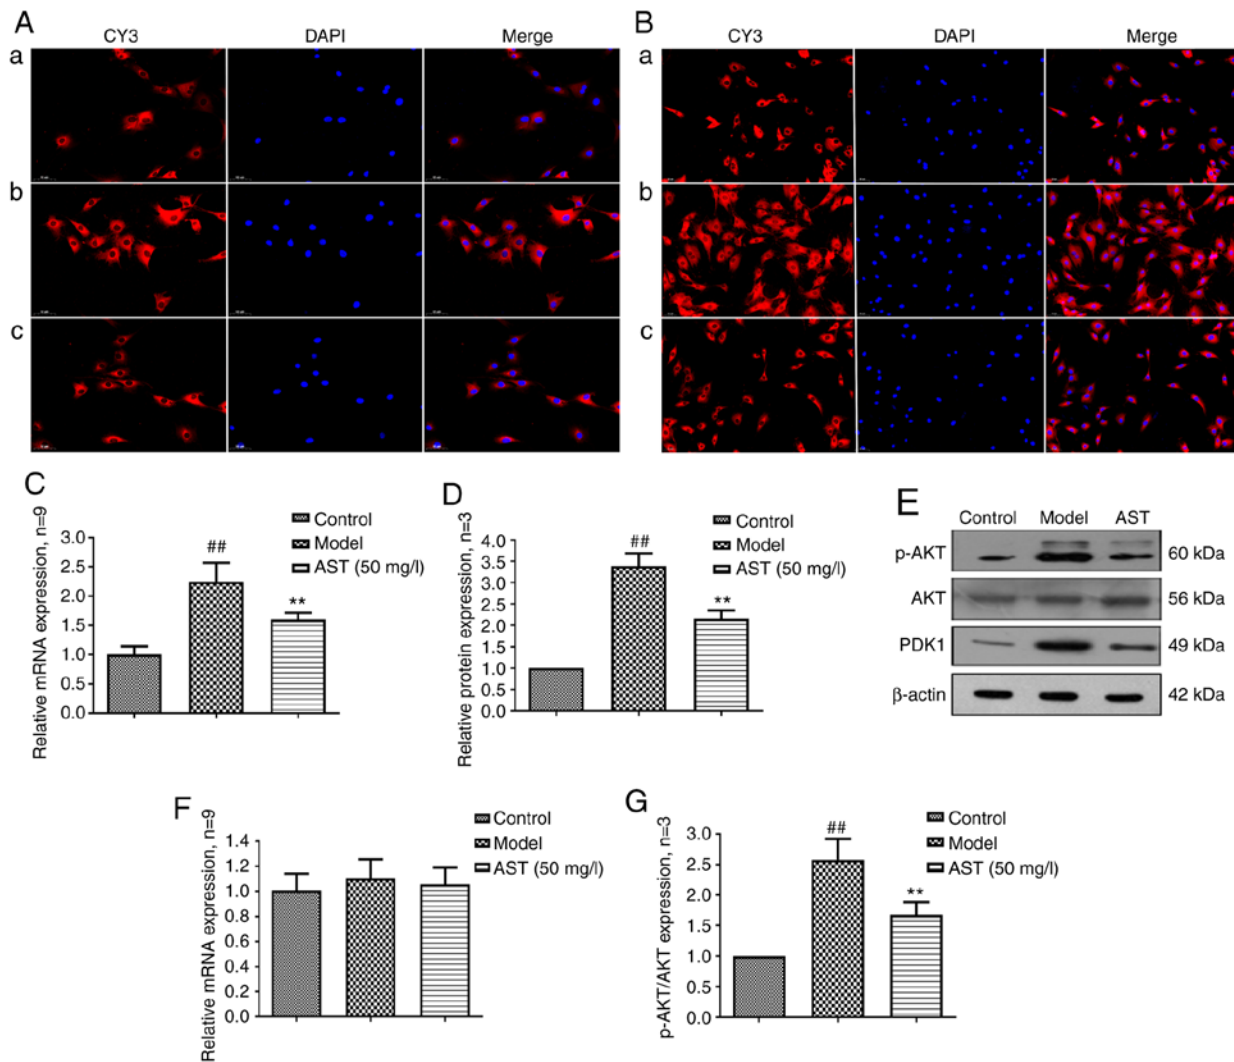 A
CY3 DAPI Merge
a
b
c
B
CY3 DAPI Merge
a
b
c
C
Relative mRNA expression, n=9
3.0
2.5
2.0
1.5
1.0
0.5
0.0
##
**
Control
Model
AST (50 mg/l)
D
Relative protein expression, n=3
4.0
3.5
3.0
2.5
2.0
1.5
1.0
0.5
0.0
##
**
Control
Model
AST (50 mg/l)
E
Control Model AST
p-AKT 60 kDa
AKT 56 kDa
PDK1 49 kDa
β-actin 42 kDa
F
Relative mRNA expression, n=9
1.4
1.2
1.0
0.8
1.4
0.4
0.2
0.0
Control
Model
AST (50 mg/l)
G
p-AKT/AKT expression, n=3
3.0
2.5
2.0
1.5
1.0
0.5
0.0
##
**
Control
Model
AST (50 mg/l)